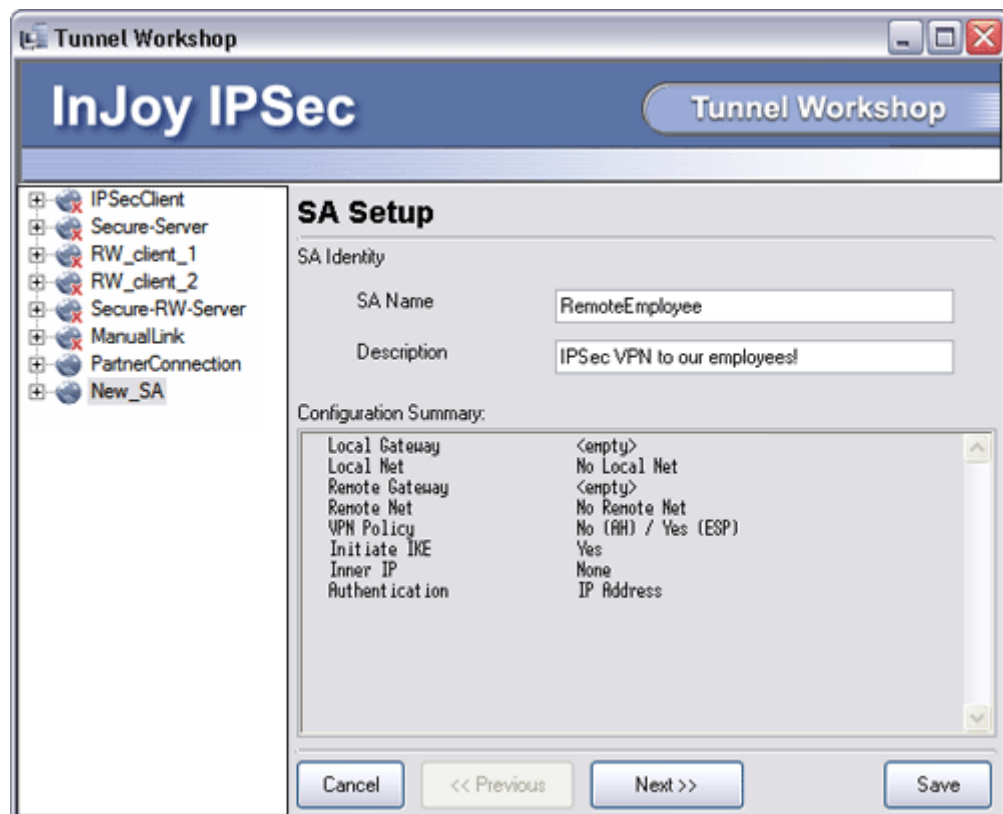 Tunnel Workshop
InJoy IPSec
Tunnel Workshop
IPSecClient
Secure-Server
RW_client_1
RW_client_2
Secure-RW-Server
ManualLink
PartnerConnection
New_SA
SA Setup
SA Identity
SA Name RemoteEmployee
Description IPSec VPN to our employees!
Configuration Summary:
Local Gateway <empty>
Local Net No Local Net
Remote Gateway <empty>
Remote Net No Remote Net
VPN Policy No (AH) / Yes (ESP)
Initiate IKE Yes
Inner IP None
Authentication IP Address
Cancel << Previous Next >> Save